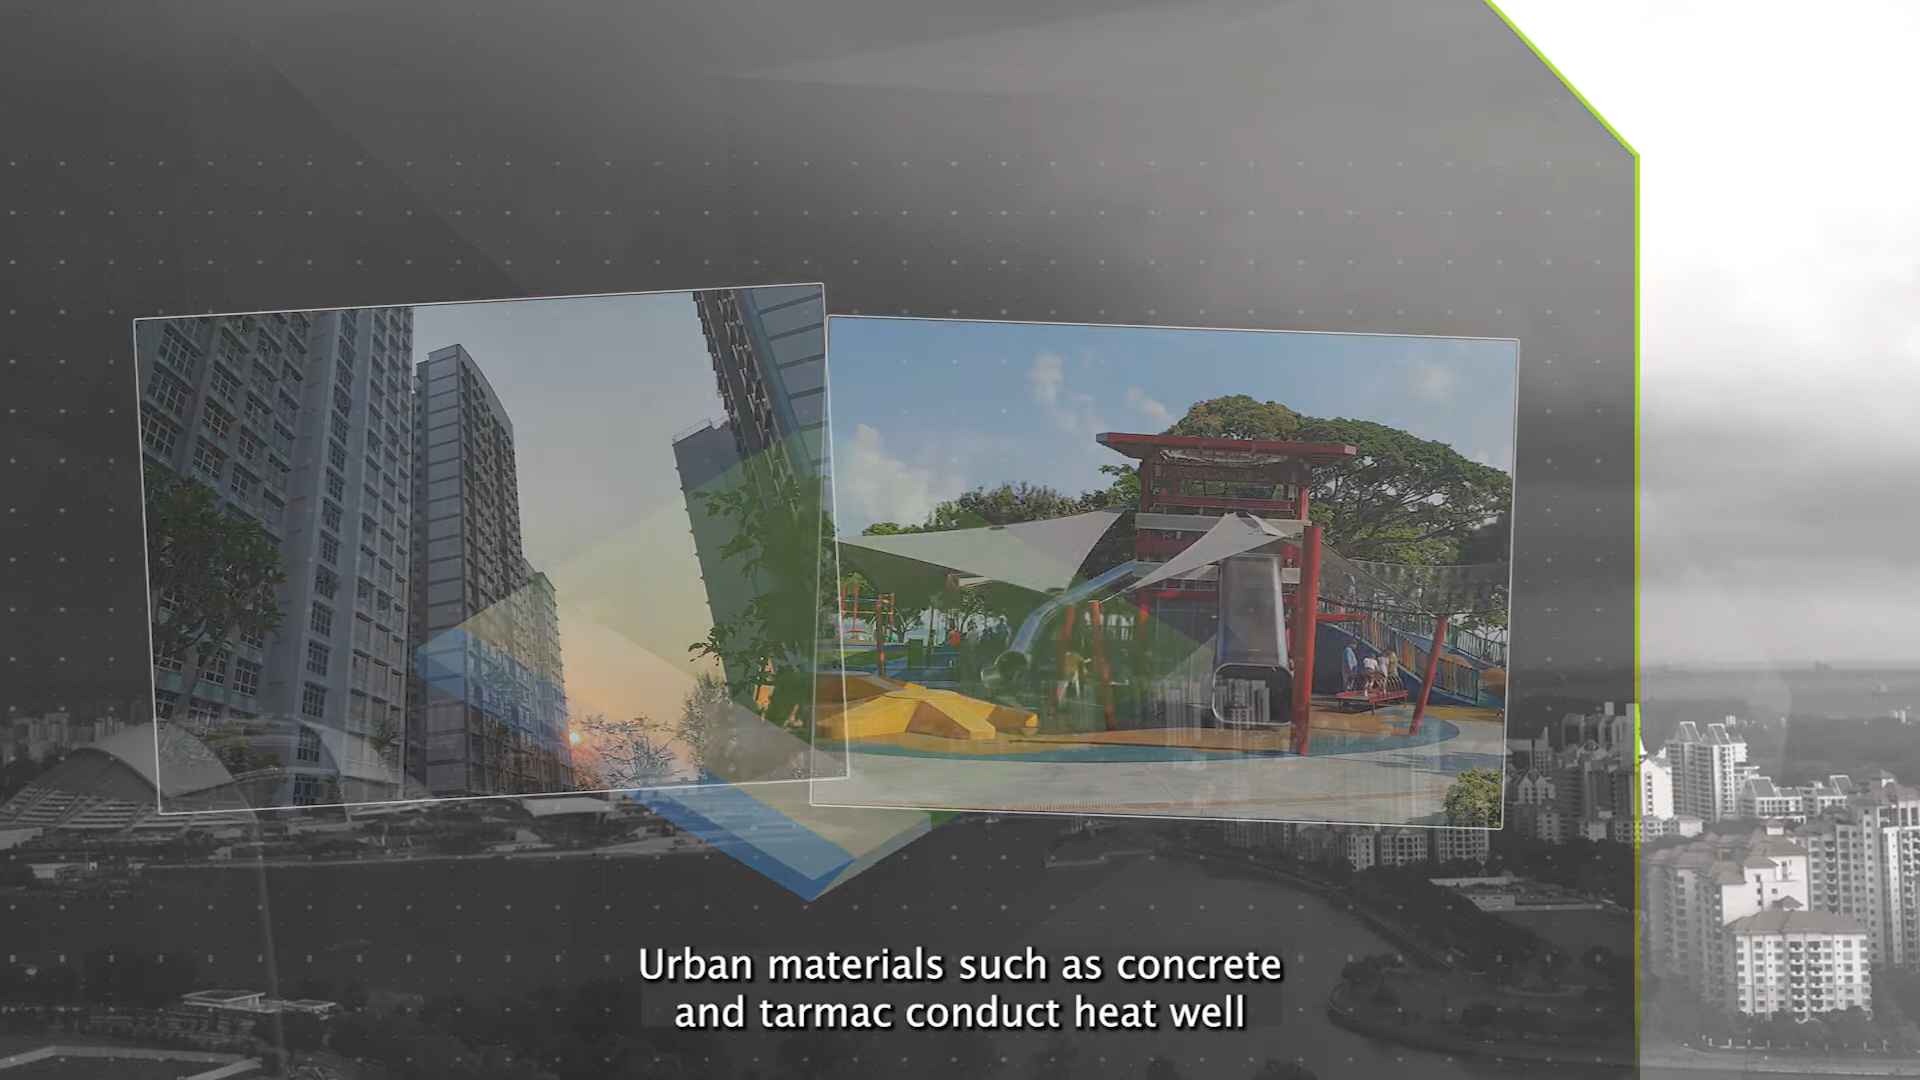 Urban materials such as concrete
and tarmac conduct heat well